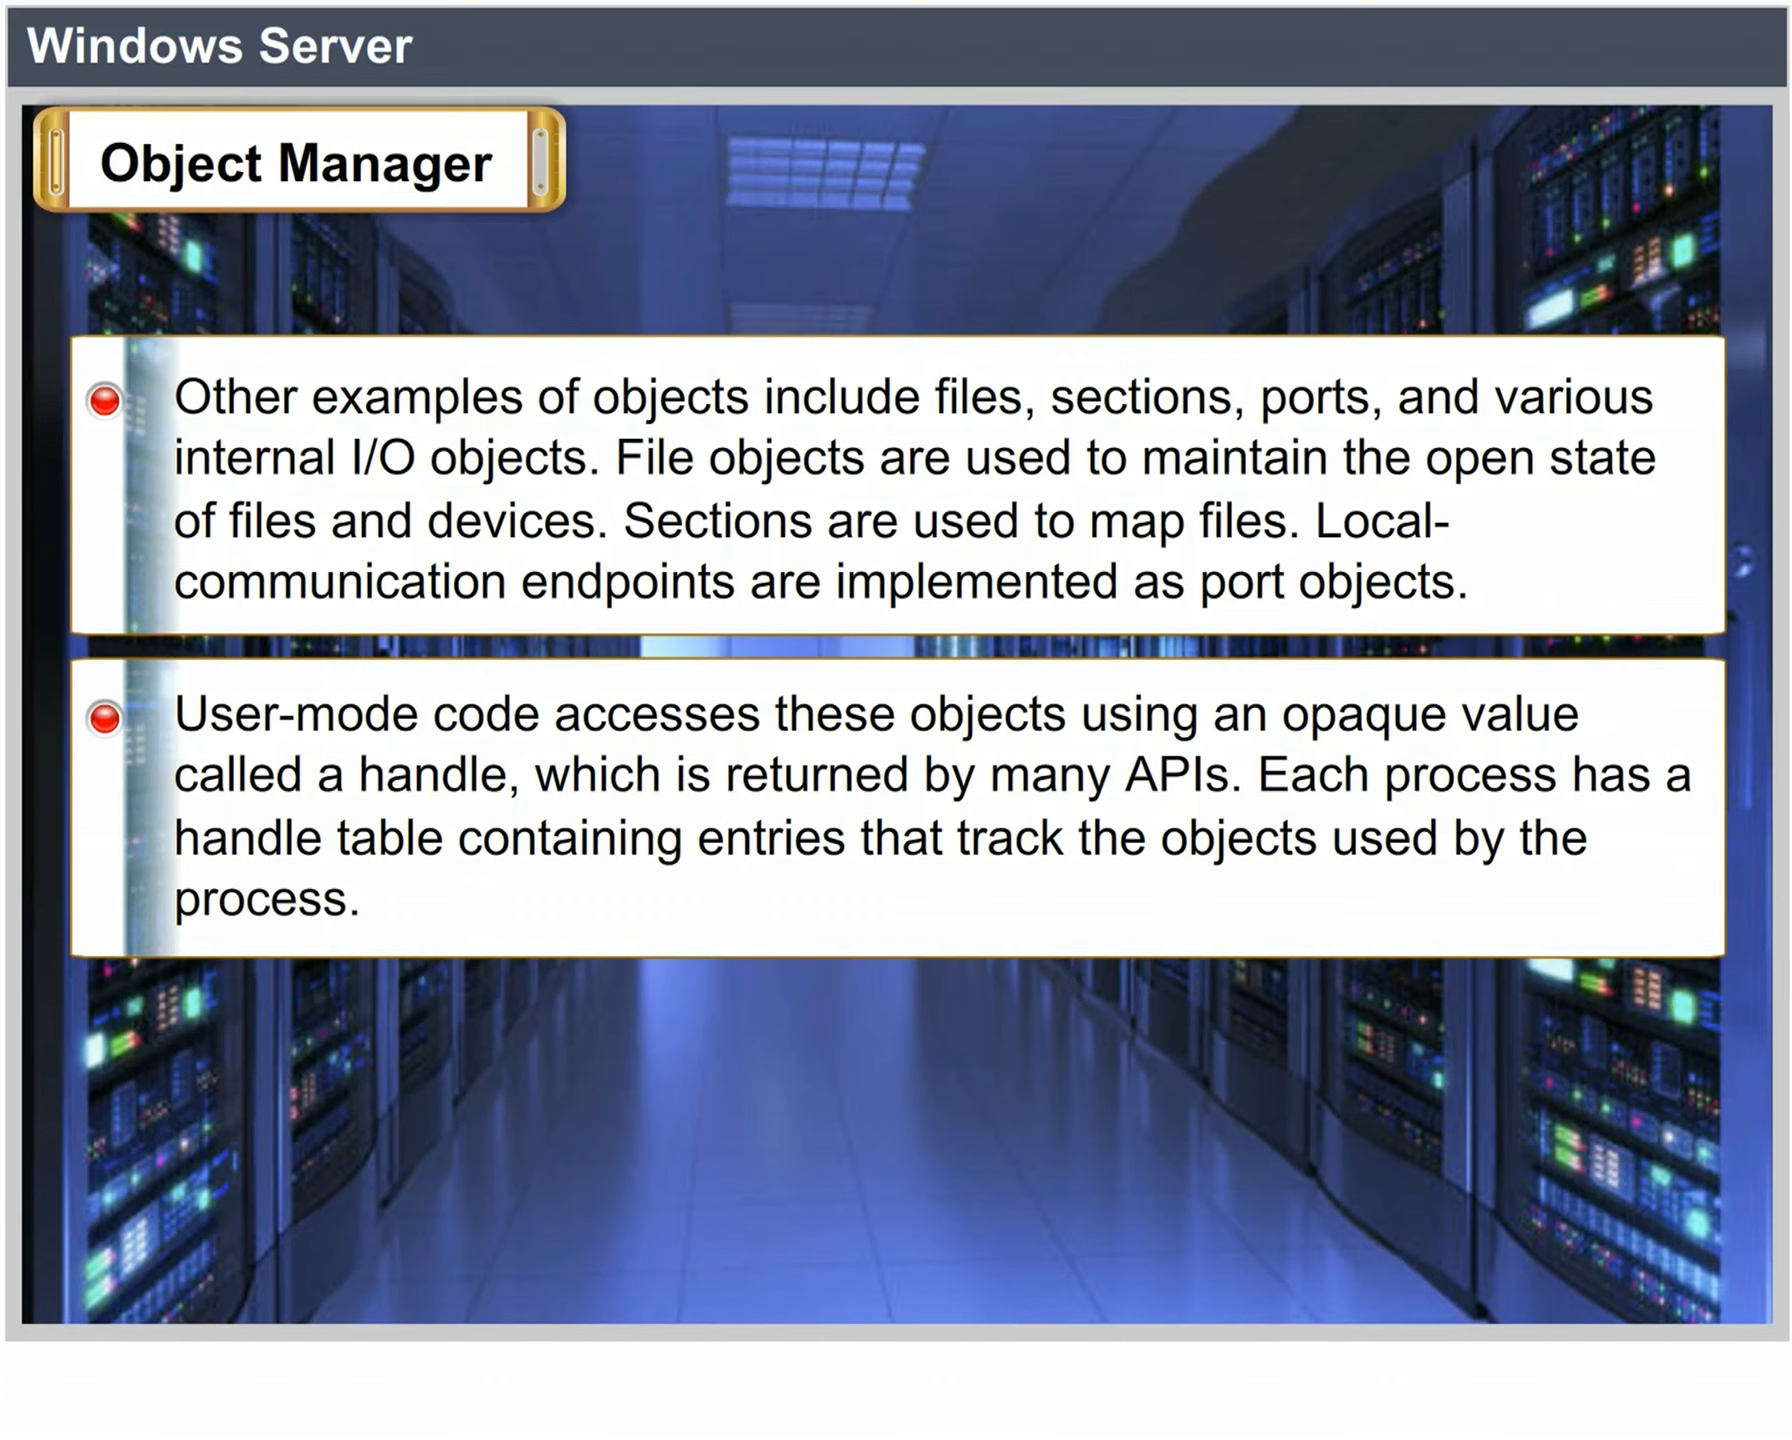 Windows Server
Object Manager
Other examples of objects include files, sections, ports, and various
internal I/O objects. File objects are used to maintain the open state
of files and devices. Sections are used to map files. Local-
communication endpoints are implemented as port objects.
User-mode code accesses these objects using an opaque value
called a handle, which is returned by many APIs. Each process has a
handle table containing entries that track the objects used by the
process.